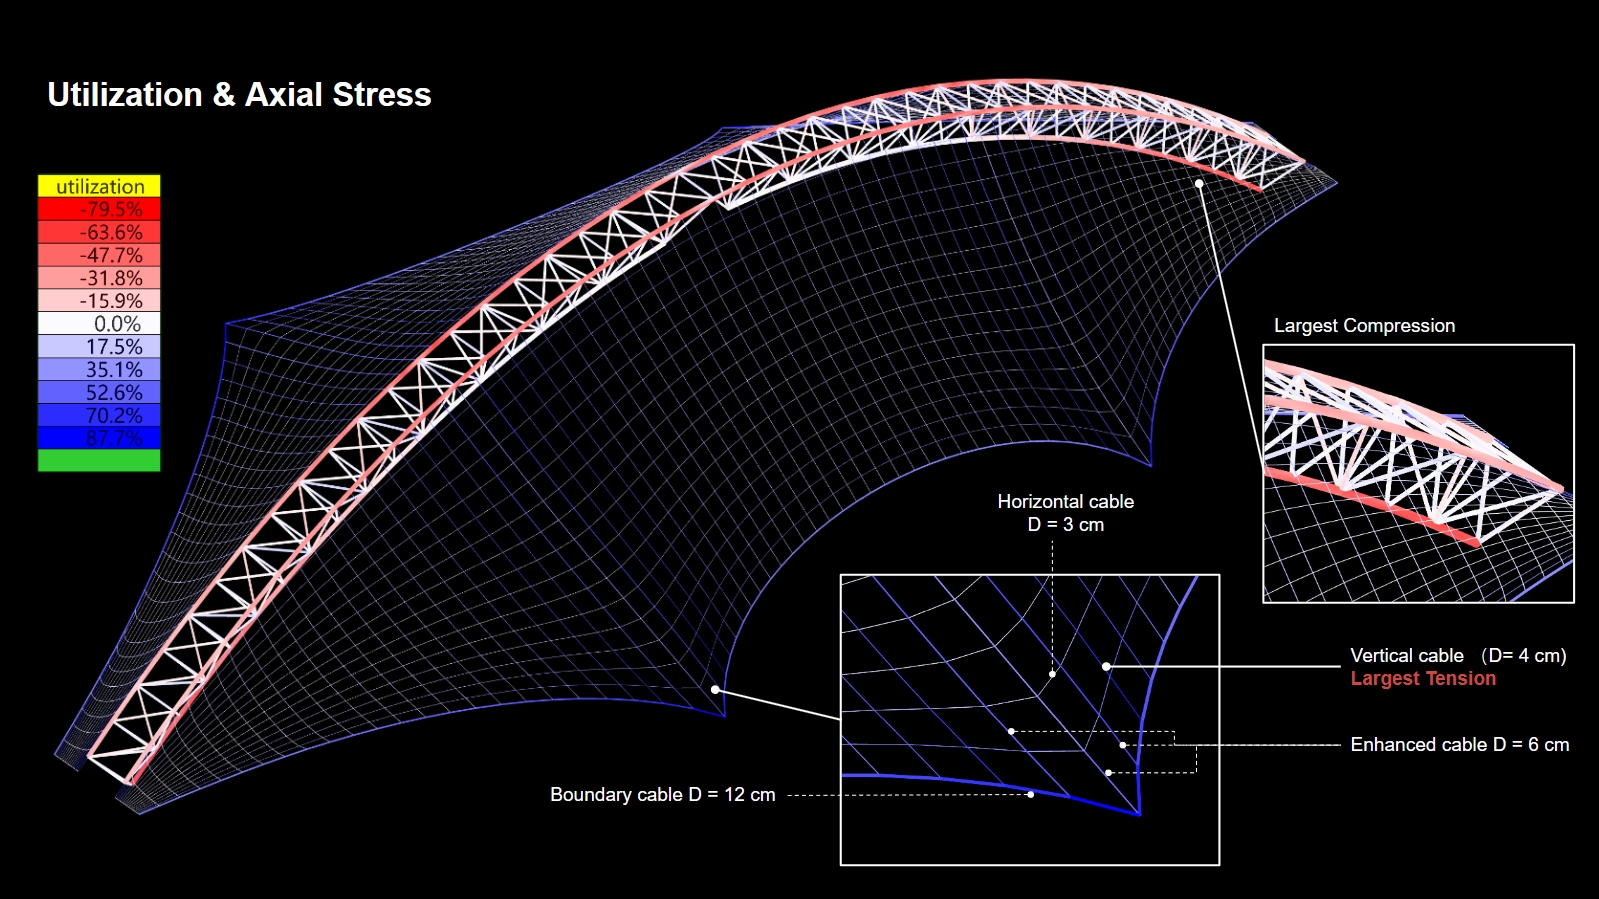 Utilization & Axial Stress
utilization
-79.5%
-63.6%
-47.7%
-31.8%
-15.9%
0.0%
17.5%
35.1%
52.6%
70.2%
87.7%
Largest Compression
Horizontal cable
D = 3 cm
Vertical cable （D= 4 cm)
Largest Tension
Enhanced cable D = 6 cm
Boundary cable D = 12 cm